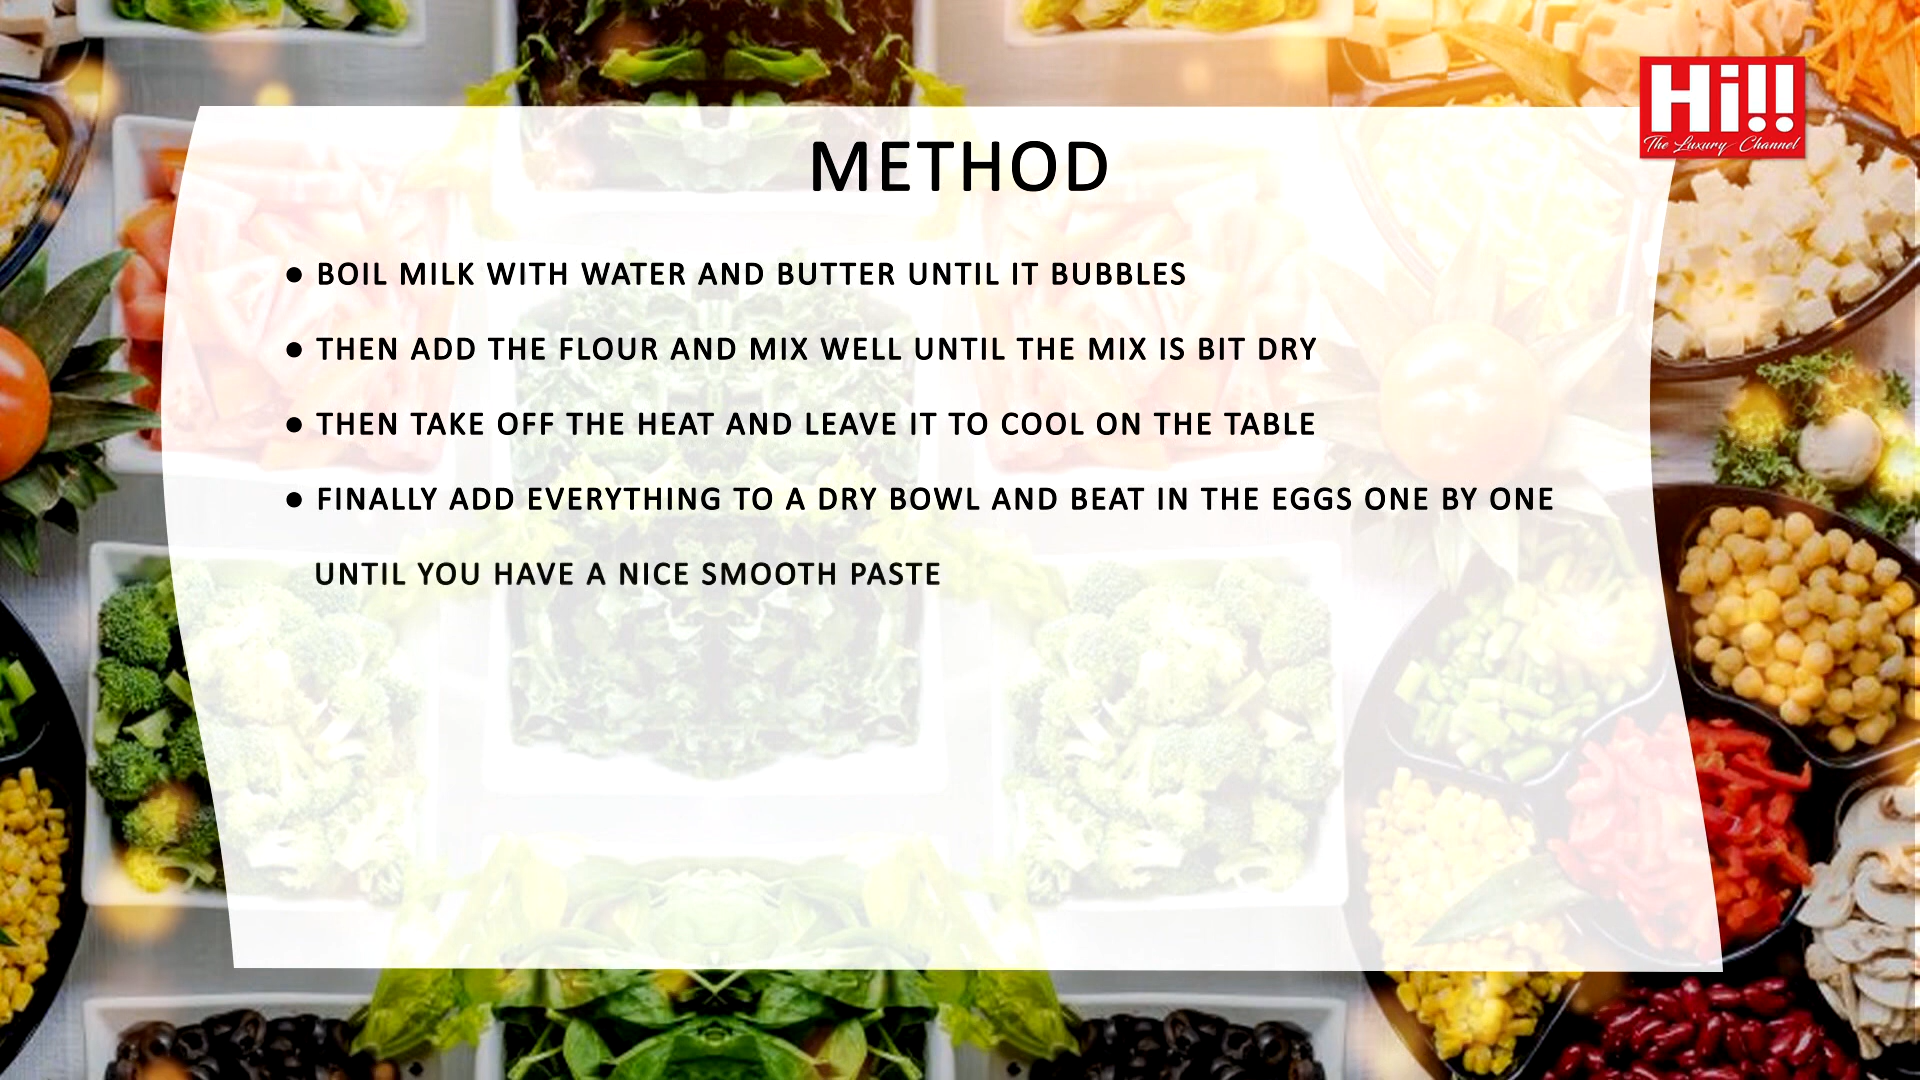 Hi!!
The Luxury Channel
METHOD
● BOIL MILK WITH WATER AND BUTTER UNTIL IT BUBBLES
● THEN ADD THE FLOUR AND MIX WELL UNTIL THE MIX IS BIT DRY
● THEN TAKE OFF THE HEAT AND LEAVE IT TO COOL ON THE TABLE
● FINALLY ADD EVERYTHING TO A DRY BOWL AND BEAT IN THE EGGS ONE BY ONE
UNTIL YOU HAVE A NICE SMOOTH PASTE